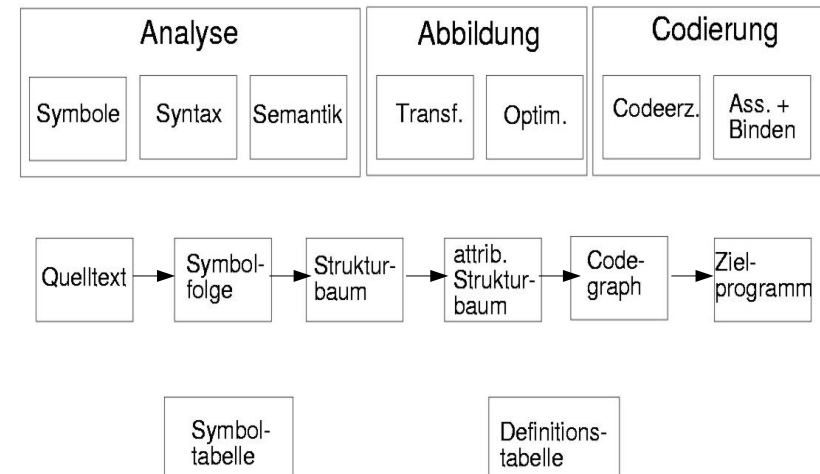 Analyse
Abbildung
Codierung
Symbole
Syntax
Semantik
Transf.
Optim.
Codeerz.
Ass. +
Binden
Quelltext
Symbol-
folge
Struktur-
baum
attrib.
Struktur-
baum
Code-
graph
Ziel-
programm
Symbol-
tabelle
Definitions-
tabelle